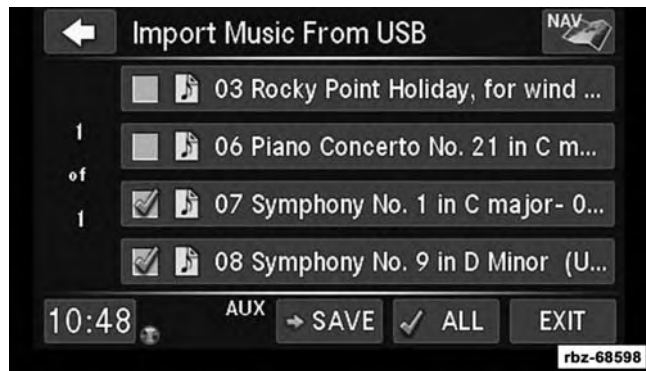 Import Music From USB
NAV
03 Rocky Point Holiday, for wind ...
1
of
1
06 Piano Concerto No. 21 in C m...
07 Symphony No. 1 in C major- 0...
08 Symphony No. 9 in D Minor (U...
10:48
AUX
SAVE
ALL
EXIT
rbz-68598